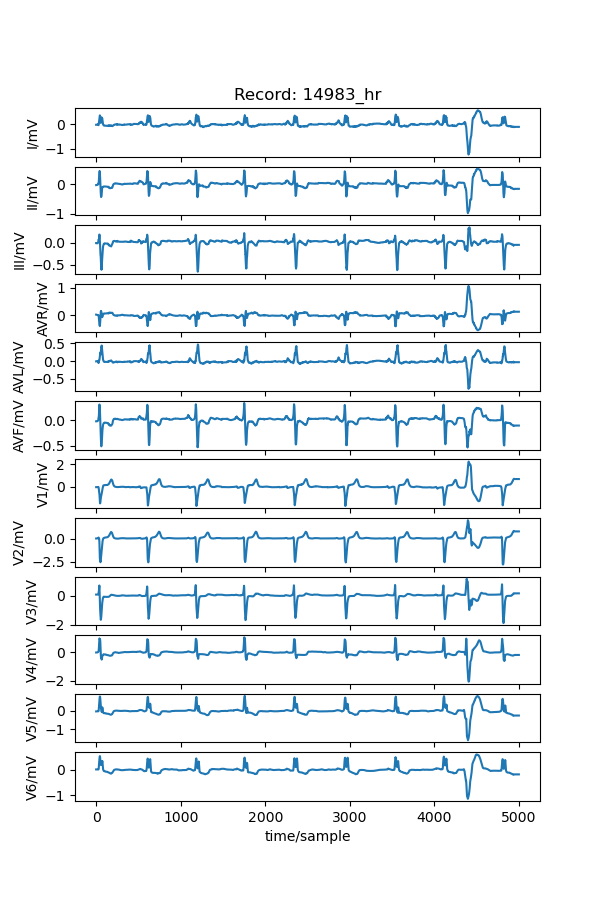 Record: 14983_hr
I/mV
0
−1
II/mV
0
−1
III/mV
0.0
−0.5
AVR/mV
1
0
AVL/mV
0.5
0.0
−0.5
AVF/mV
0.0
−0.5
V1/mV
2
0
V2/mV
0.0
−2.5
V3/mV
0
−2
V4/mV
0
−2
V5/mV
0
−1
V6/mV
0
−1
0 1000 2000 3000 4000 5000
time/sample